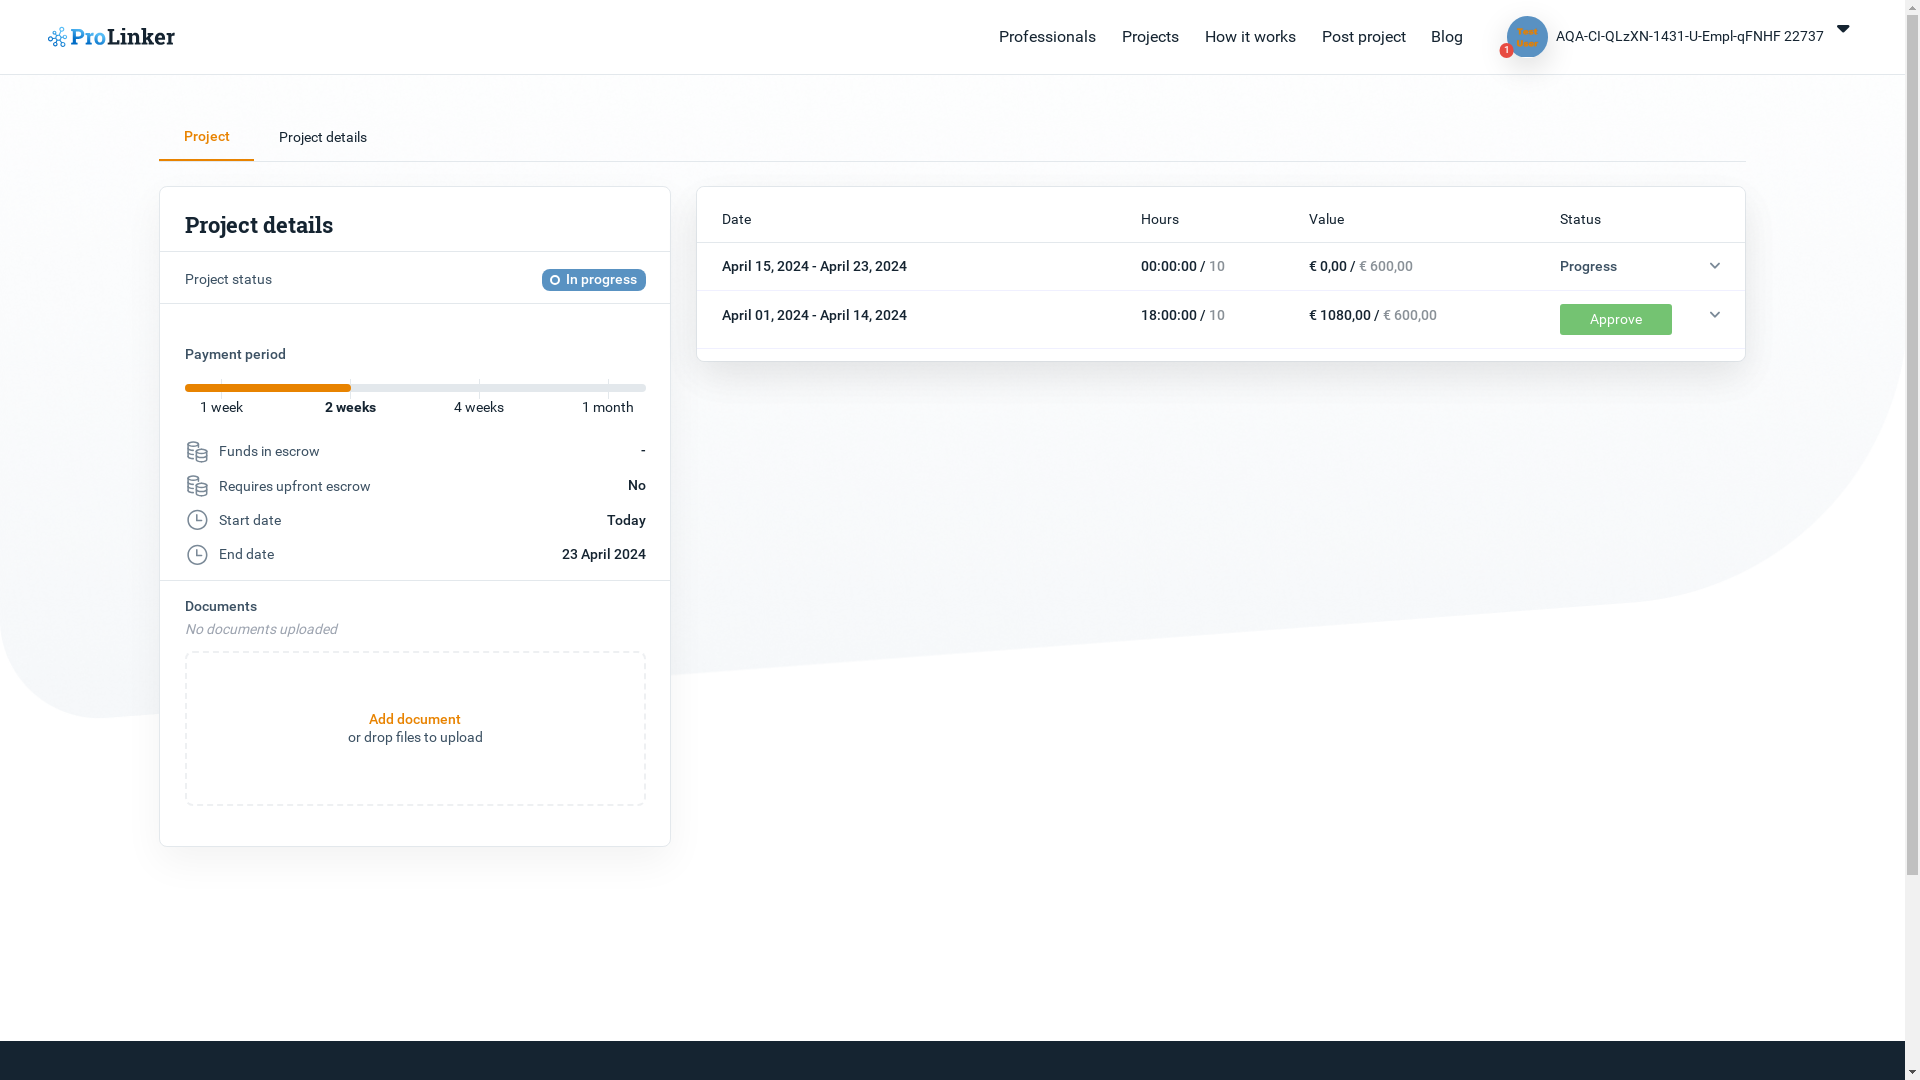 ProLinker
Professionals
Projects
How it works
Post project
Blog
1
AQA-CI-QLzXN-1431-U-Empl-qFNHF 22737
Project
Project details
Project details
Project status
In progress
Payment period
1 week
2 weeks
4 weeks
1 month
Funds in escrow
-
Requires upfront escrow
No
Start date
Today
End date
23 April 2024
Documents
No documents uploaded
Add document
or drop files to upload
Date Hours Value Status
April 15, 2024 - April 23, 2024 00:00:00 / 10 € 0,00 / € 600,00 Progress
April 01, 2024 - April 14, 2024 18:00:00 / 10 € 1080,00 / € 600,00 Approve